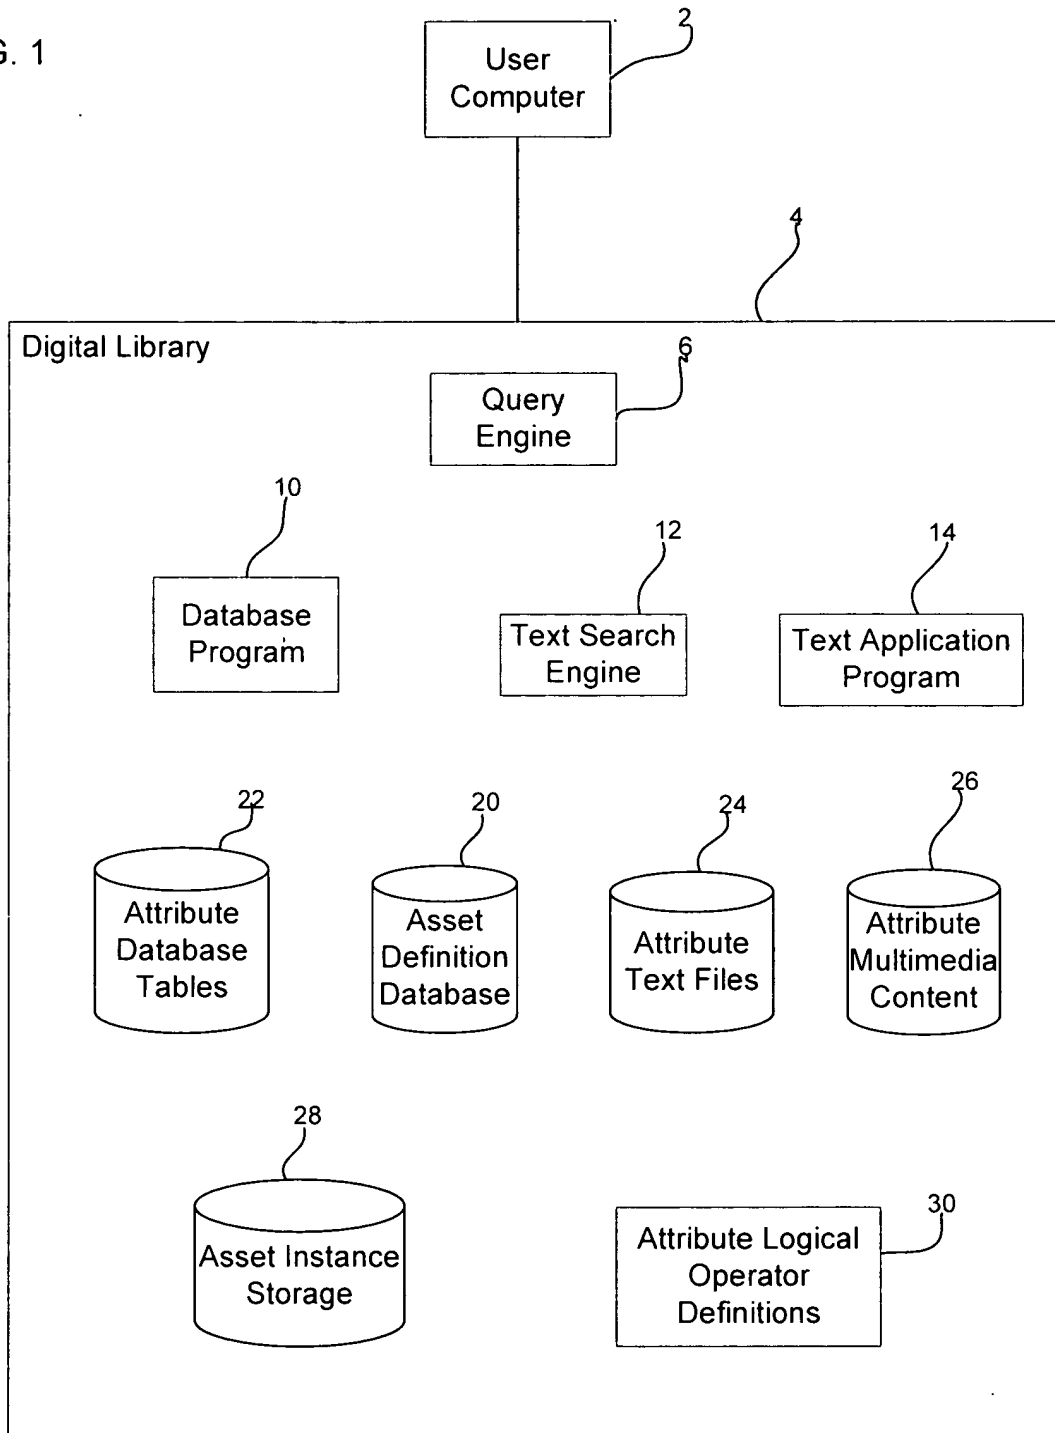 G. 1
2
User
Computer
4
Digital Library
6
Query
Engine
10
12
14
Database
Program
Text Search
Engine
Text Application
Program
22
20
24
26
Attribute
Database
Tables
Asset
Definition
Database
Attribute
Text Files
Attribute
Multimedia
Content
28
30
Asset Instance
Storage
Attribute Logical
Operator
Definitions